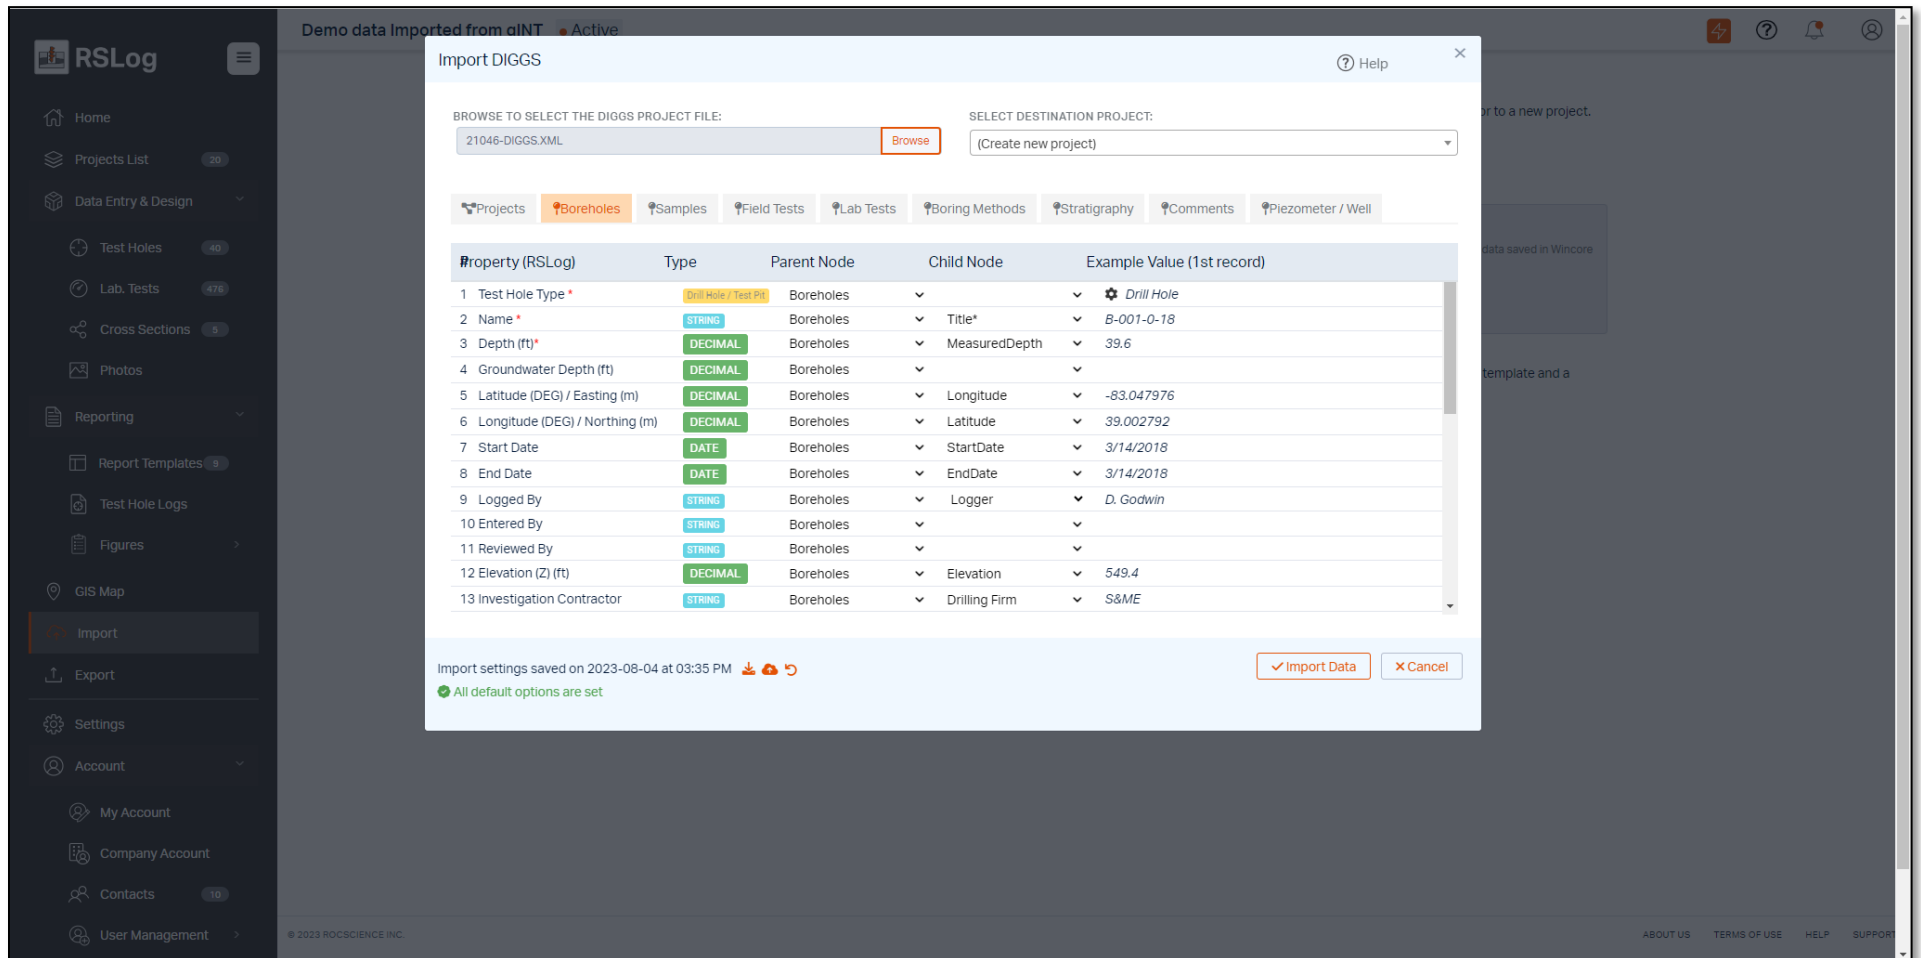 Demo data Imported from gINT • Active
RSLog
Home
Projects List 20
Data Entry & Design
Test Holes 40
Lab. Tests 476
Cross Sections 5
Photos
Reporting
Report Templates 9
Test Hole Logs
Figures
GIS Map
Import
Export
Settings
Account
My Account
Company Account
Contacts 10
User Management
Import DIGGS
? Help
×
BROWSE TO SELECT THE DIGGS PROJECT FILE:
21046-DIGGS.XML Browse
SELECT DESTINATION PROJECT:
(Create new project)
Projects Boreholes Samples Field Tests Lab Tests Boring Methods Stratigraphy Comments Piezometer / Well
# Property (RSLog) Type Parent Node Child Node Example Value (1st record)
1 Test Hole Type * Drill Hole / Test Pit Boreholes Drill Hole
2 Name * STRING Boreholes Title* B-001-0-18
3 Depth (ft)* DECIMAL Boreholes MeasuredDepth 39.6
4 Groundwater Depth (ft) DECIMAL Boreholes
5 Latitude (DEG) / Easting (m) DECIMAL Boreholes Longitude -83.047976
6 Longitude (DEG) / Northing (m) DECIMAL Boreholes Latitude 39.002792
7 Start Date DATE Boreholes StartDate 3/14/2018
8 End Date DATE Boreholes EndDate 3/14/2018
9 Logged By STRING Boreholes Logger D. Godwin
10 Entered By STRING Boreholes
11 Reviewed By STRING Boreholes
12 Elevation (Z) (ft) DECIMAL Boreholes Elevation 549.4
13 Investigation Contractor STRING Boreholes Drilling Firm S&ME
Import settings saved on 2023-08-04 at 03:35 PM
All default options are set
Import Data
Cancel
or to a new project.
data saved in Wincore
template and a
© 2023 ROCSCIENCE INC.
ABOUT US TERMS OF USE HELP SUPPORT